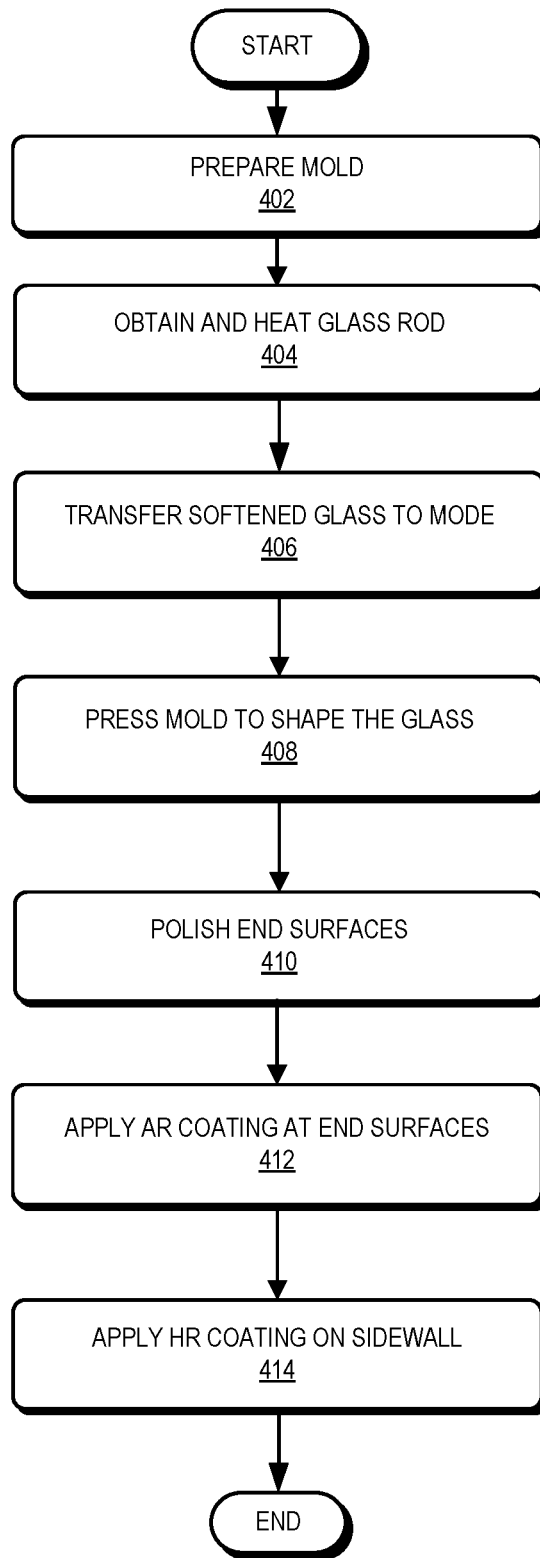 START
PREPARE MOLD
402
OBTAIN AND HEAT GLASS ROD
404
TRANSFER SOFTENED GLASS TO MODE
406
PRESS MOLD TO SHAPE THE GLASS
408
POLISH END SURFACES
410
APPLY AR COATING AT END SURFACES
412
APPLY HR COATING ON SIDEWALL
414
END